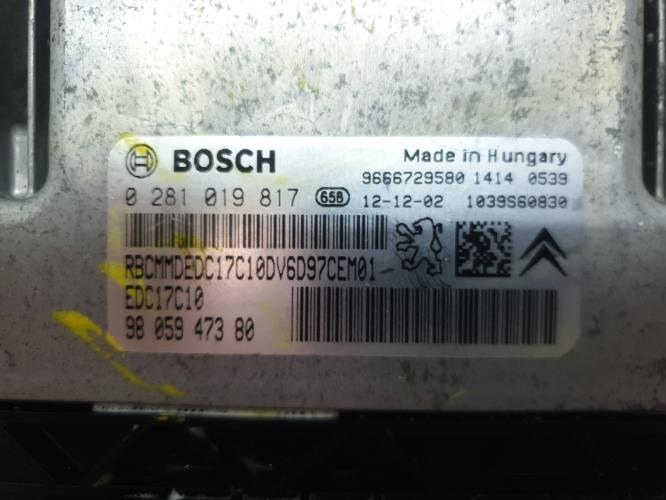 BOSCH
Made in Hungary
9666729580 1414 0539
0 281 019 817 658 12-12-02 1039S60830
RBCMMDEDC17C10DV6D97CEM01
EDC17C10
98 059 473 80